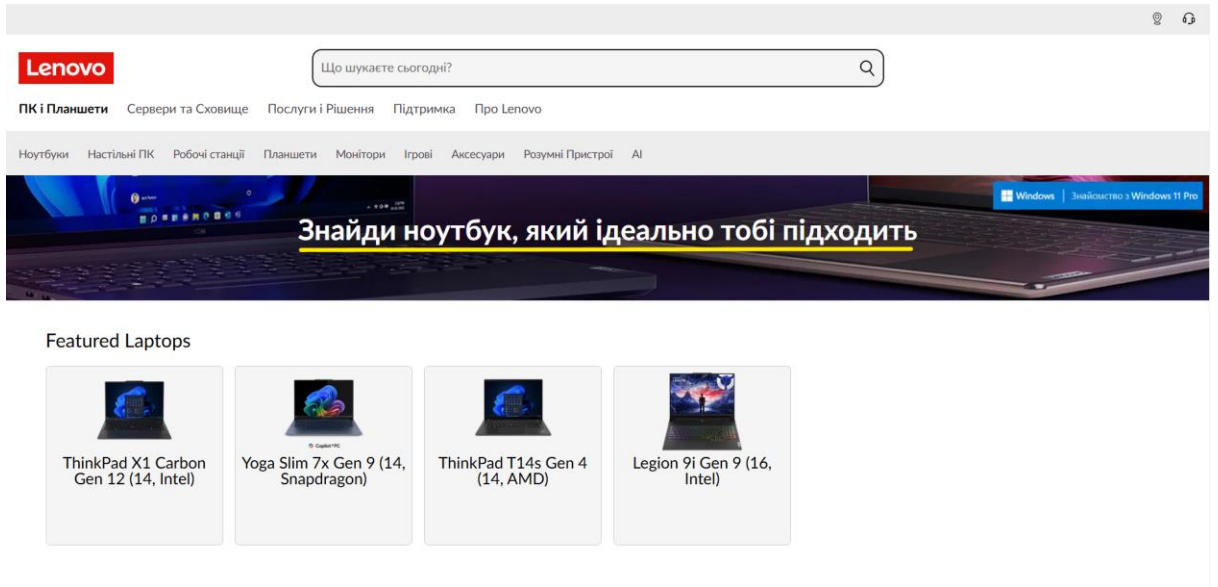 Lenovo
Що шукаєте сьогодні?
ПК і Планшети Сервери та Сховище Послуги і Рішення Підтримка Про Lenovo
Ноутбуки Настільні ПК Робочі станції Планшети Монітори Ігрові Аксесуари Розумні Пристрої AI
Windows Знайомство з Windows 11 Pro
Знайди ноутбук, який ідеально тобі підходить
Featured Laptops
Copilot+PC
ThinkPad X1 Carbon
Gen 12 (14, Intel)
Yoga Slim 7x Gen 9 (14,
Snapdragon)
ThinkPad T14s Gen 4
(14, AMD)
Legion 9i Gen 9 (16,
Intel)